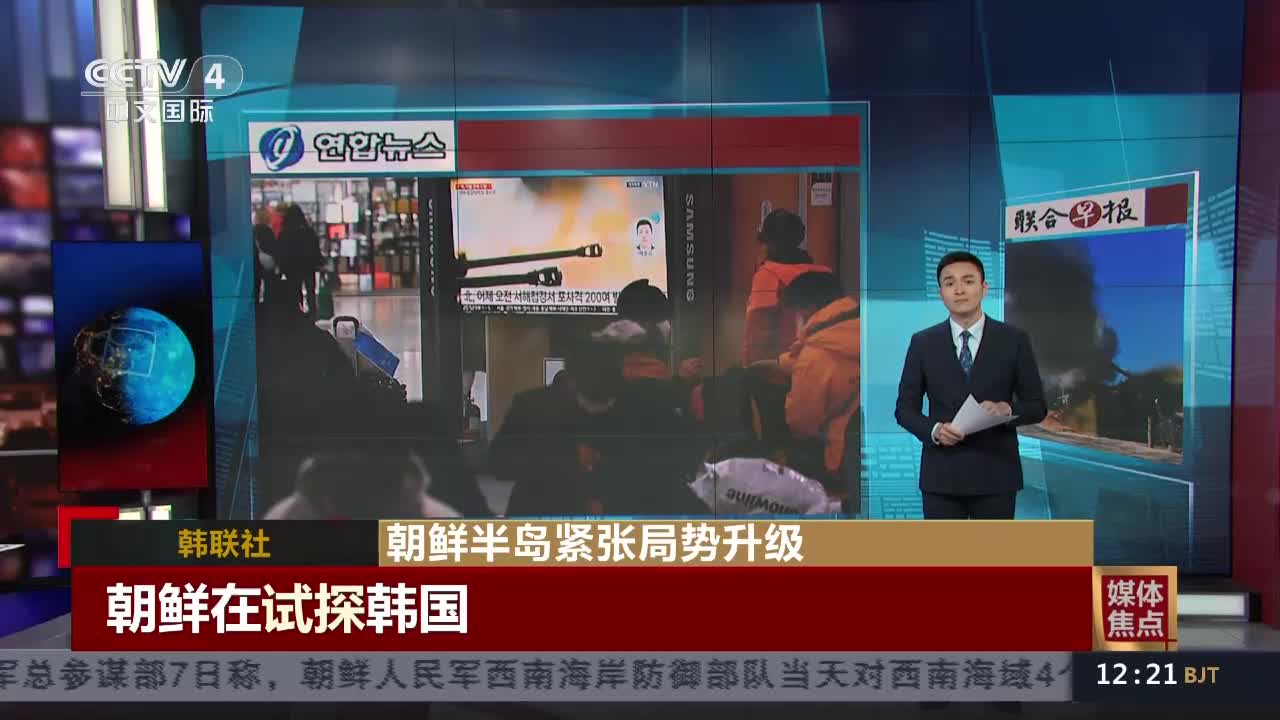 CCTV 4
中文国际
연합뉴스
YTN
SAMSUNG
北, 어제 오전 서해접경서 포사격 200여 발
联合早报
snowline
韩联社
朝鲜半岛紧张局势升级
朝鲜在试探韩国
媒体
焦点
军总参谋部7日称，朝鲜人民军西南海岸防御部队当天对西南海域4个
12:21 BJT